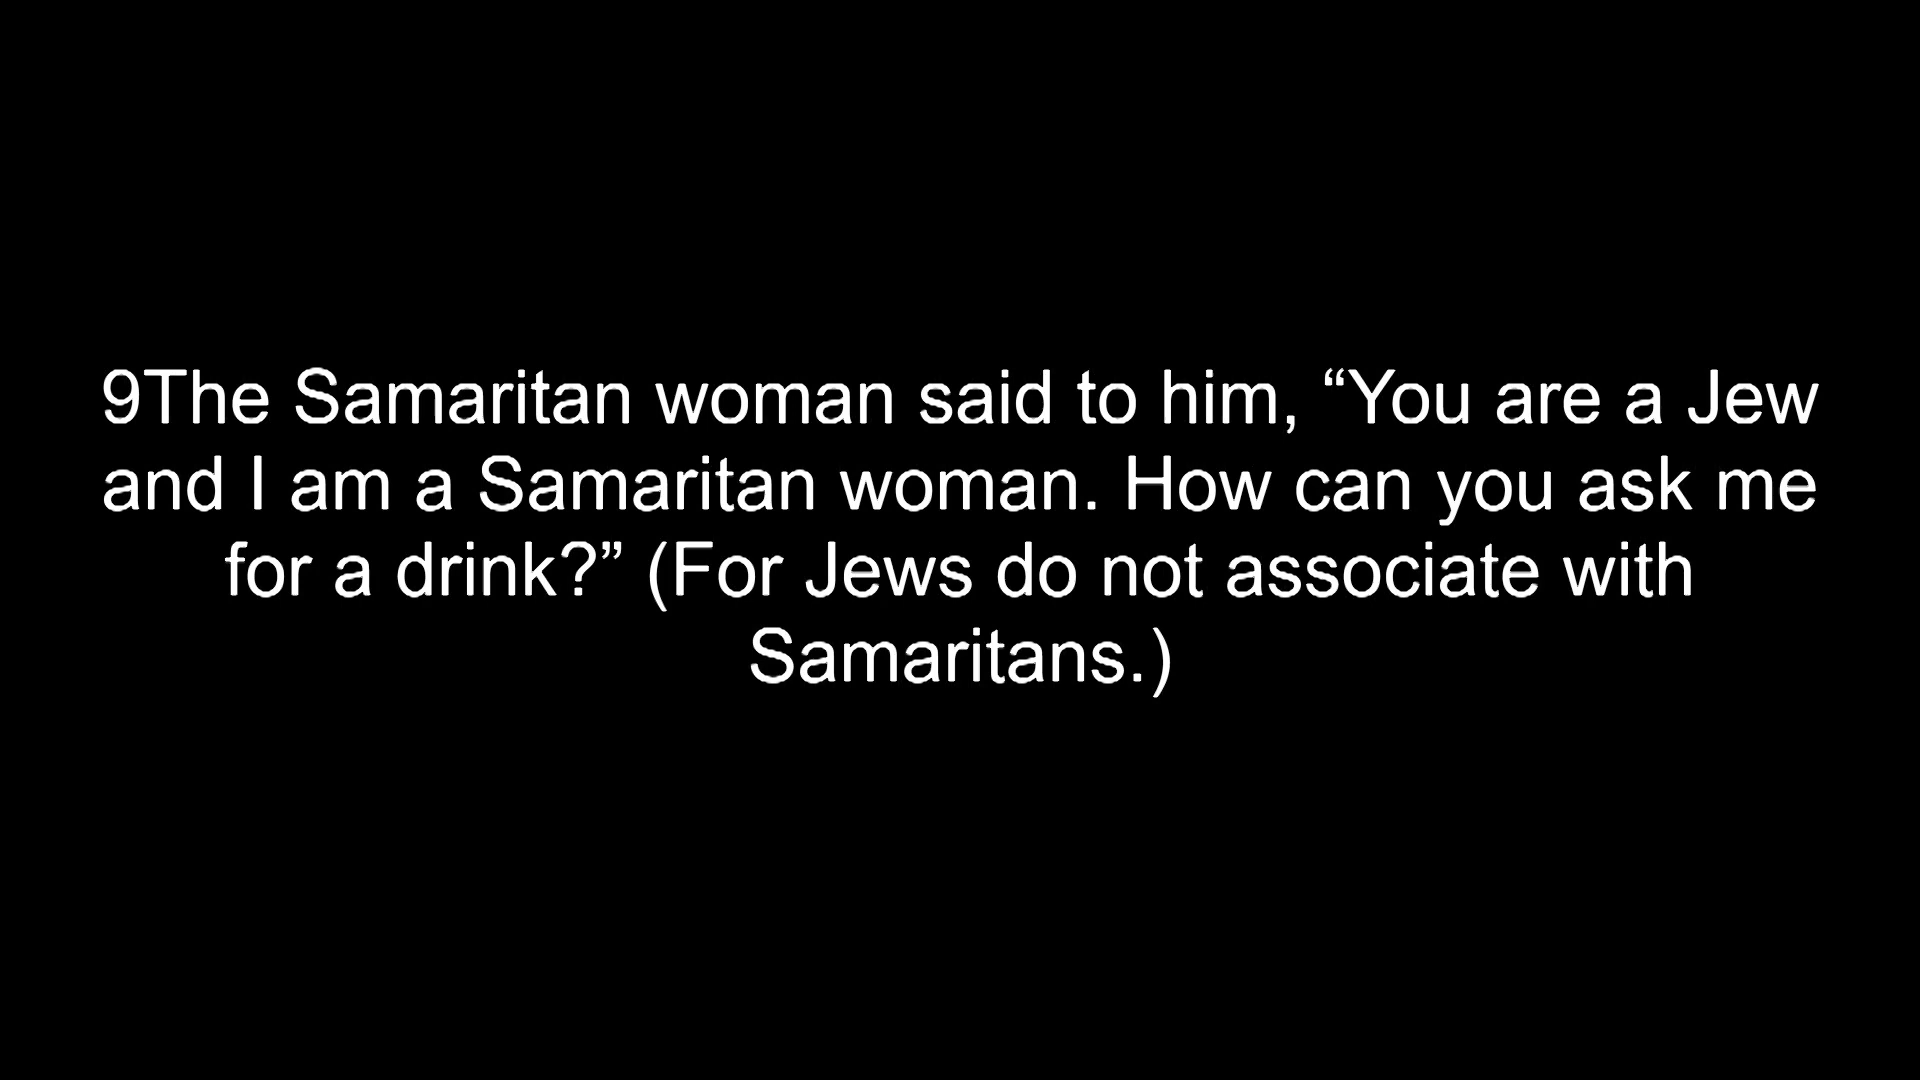 9The Samaritan woman said to him, “You are a Jew
and I am a Samaritan woman. How can you ask me
for a drink?” (For Jews do not associate with
Samaritans.)